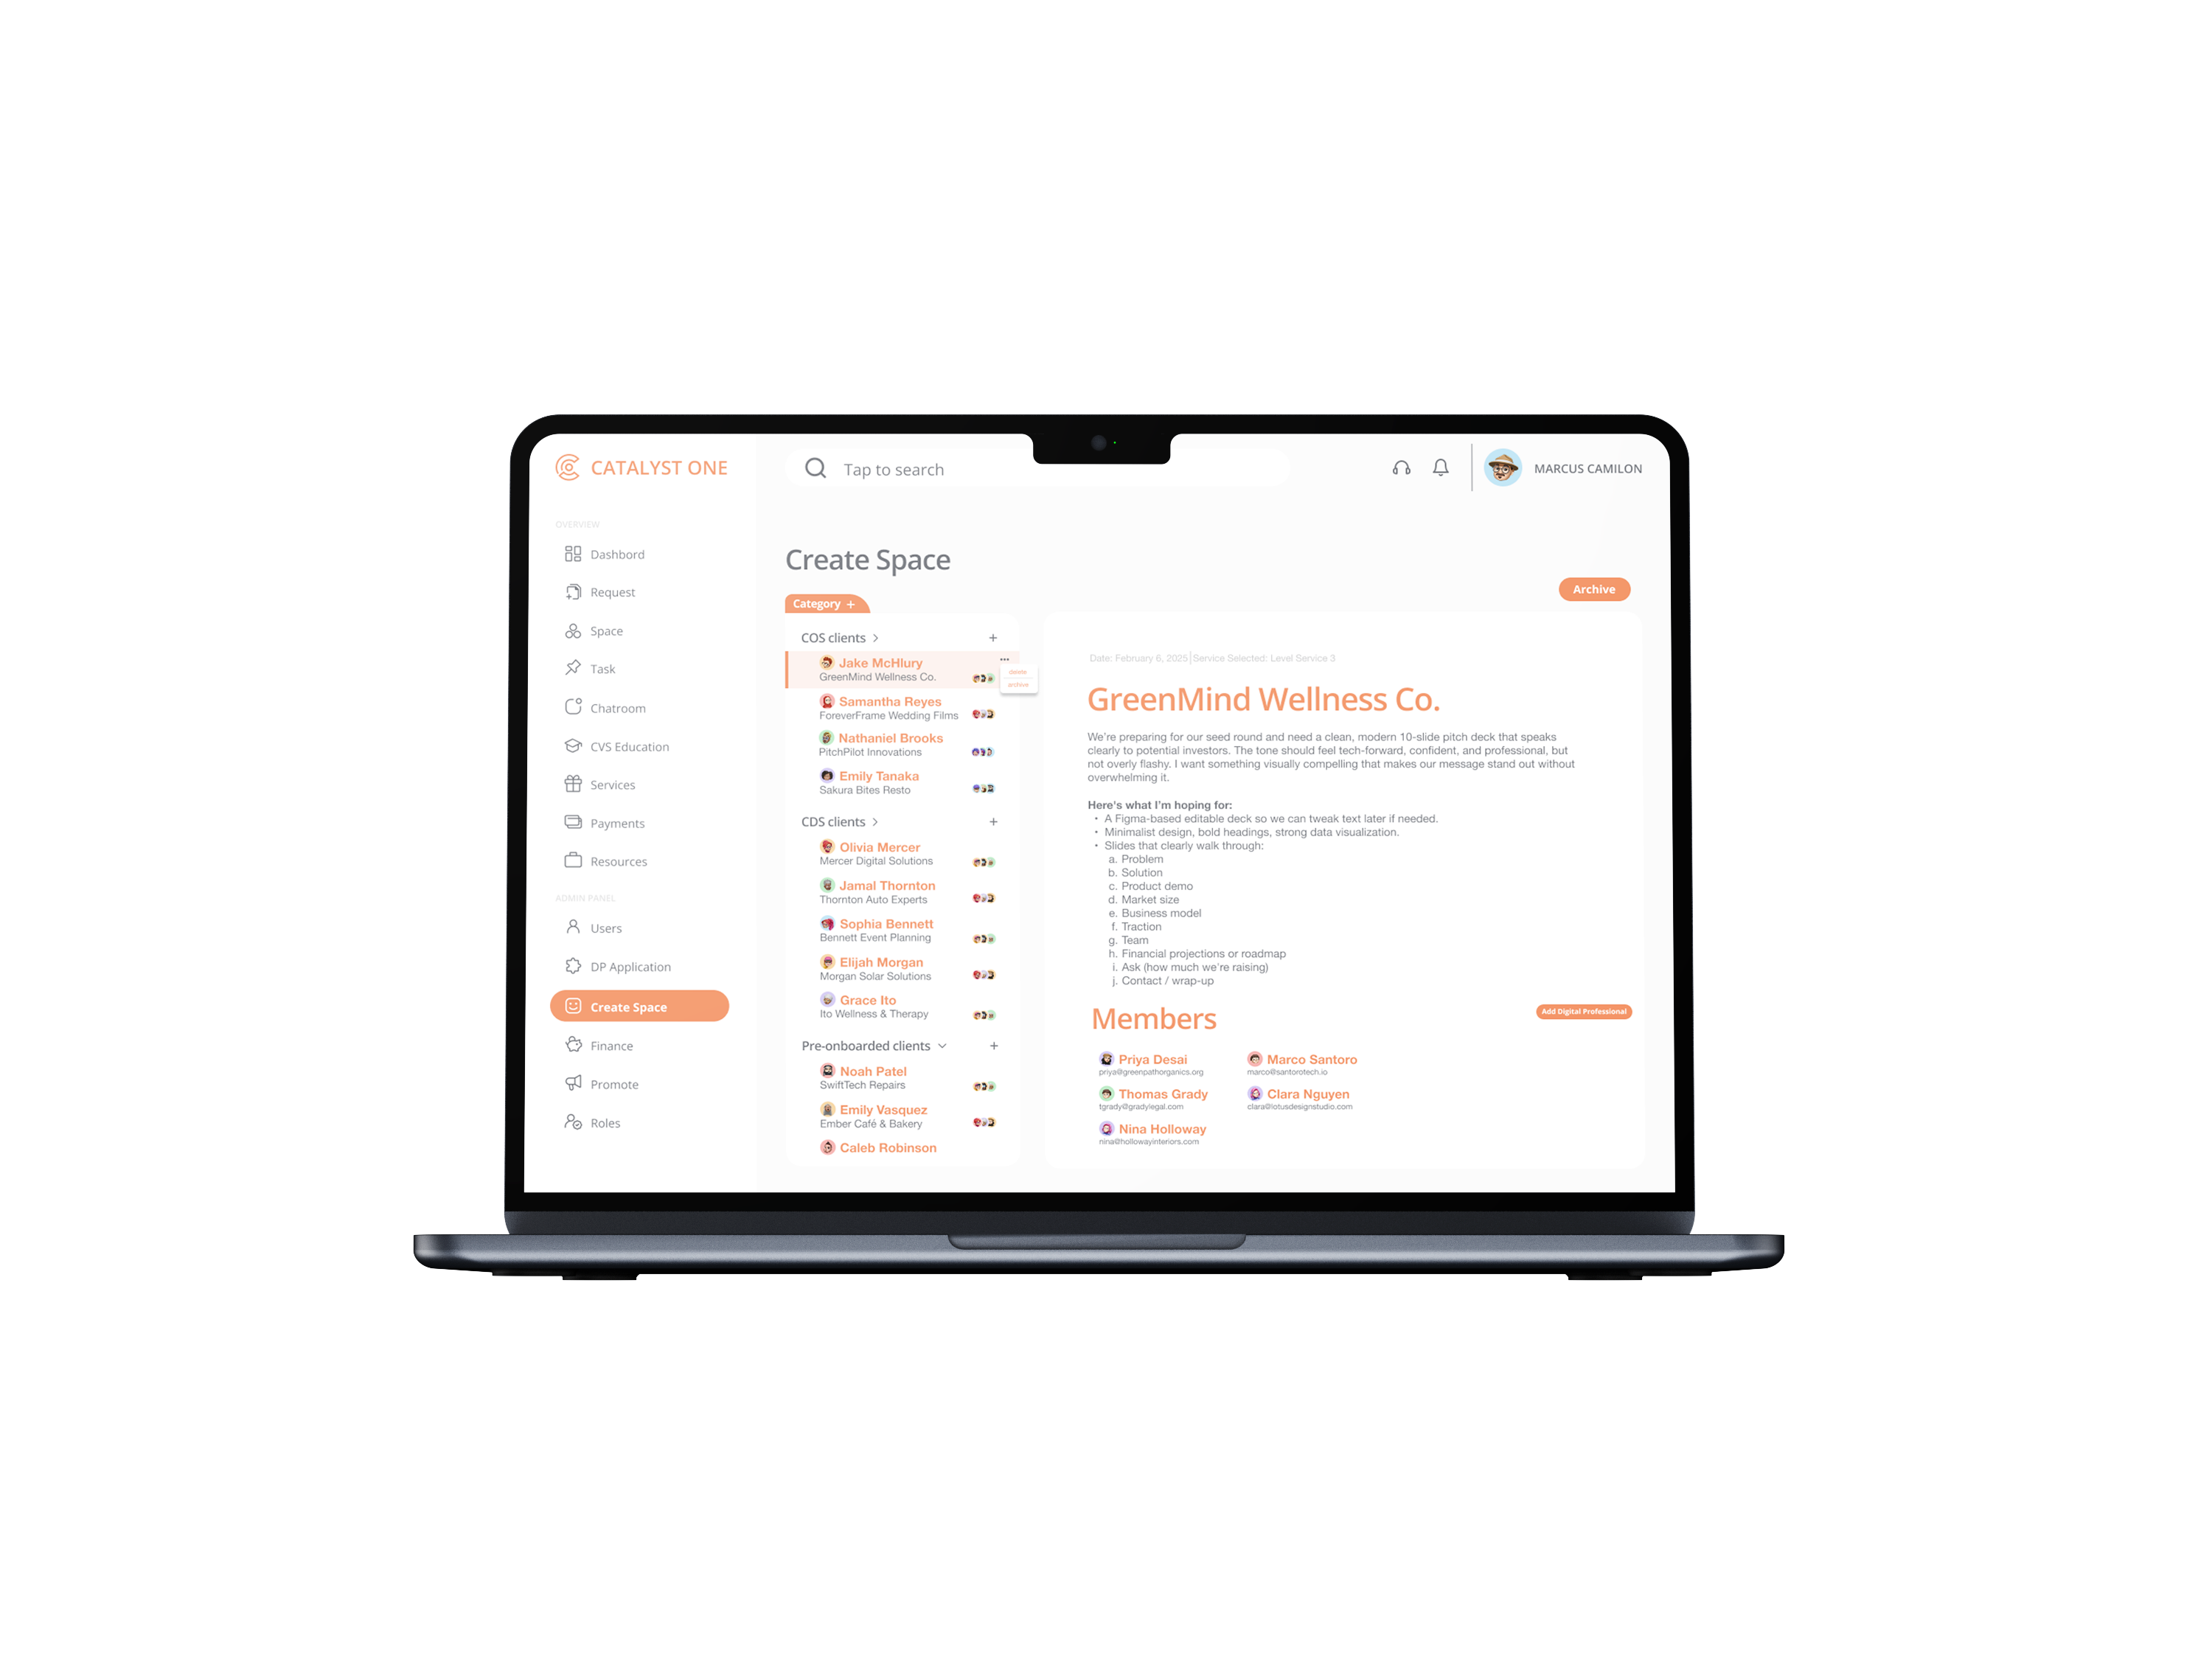 CATALYST ONE
Tap to search
MARCUS CAMILON
OVERVIEW
Dashbord
Request
Space
Task
Chatroom
CVS Education
Services
Payments
Resources
ADMIN PANEL
Users
DP Application
Create Space
Finance
Promote
Roles
Create Space
Archive
Category +
COS clients
Jake McHlury
GreenMind Wellness Co.
delete
archive
Samantha Reyes
ForeverFrame Wedding Films
Nathaniel Brooks
PitchPilot Innovations
Emily Tanaka
Sakura Bites Resto
CDS clients
Olivia Mercer
Mercer Digital Solutions
Jamal Thornton
Thornton Auto Experts
Sophia Bennett
Bennett Event Planning
Elijah Morgan
Morgan Solar Solutions
Grace Ito
Ito Wellness & Therapy
Pre-onboarded clients
Noah Patel
SwiftTech Repairs
Emily Vasquez
Ember Café & Bakery
Caleb Robinson
Date: February 6, 2025|Service Selected: Level Service 3
GreenMind Wellness Co.
We're preparing for our seed round and need a clean, modern 10-slide pitch deck that speaks
clearly to potential investors. The tone should feel tech-forward, confident, and professional, but
not overly flashy. I want something visually compelling that makes our message stand out without
overwhelming it.
Here's what I'm hoping for:
• A Figma-based editable deck so we can tweak text later if needed.
• Minimalist design, bold headings, strong data visualization.
• Slides that clearly walk through:
a. Problem
b. Solution
c. Product demo
d. Market size
e. Business model
f. Traction
g. Team
h. Financial projections or roadmap
i. Ask (how much we're raising)
j. Contact / wrap-up
Members
Add Digital Professional
Priya Desai
priya@greenpathorganics.org
Marco Santoro
marco@santorotech.io
Thomas Grady
tgrady@gradylegal.com
Clara Nguyen
clara@lotusdesignstudio.com
Nina Holloway
nina@hollowayinteriors.com